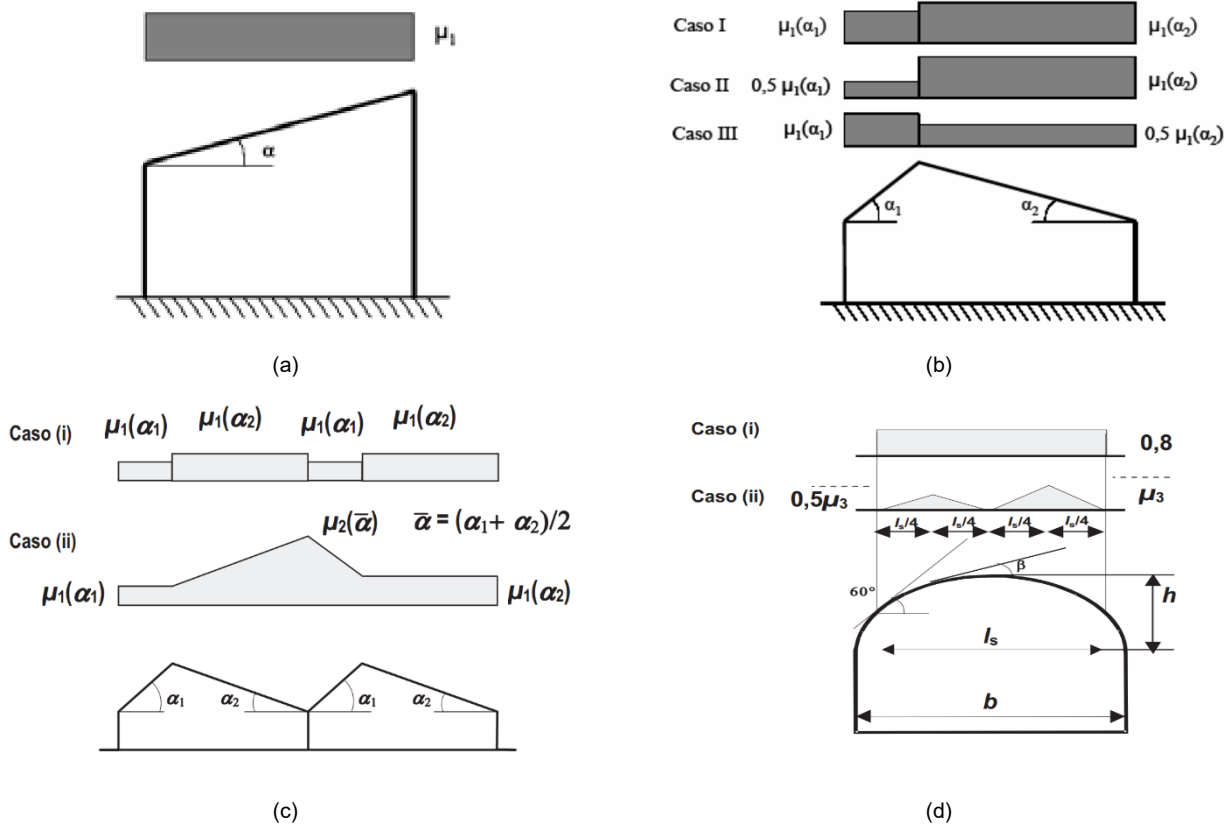 μ₁
α
(a)
Caso I μ₁(α₁) μ₁(α₂)
Caso II 0,5 μ₁(α₁) μ₁(α₂)
Caso III μ₁(α₁) 0,5 μ₁(α₂)
α₁ α₂
(b)
Caso (i) μ₁(α₁) μ₁(α₂) μ₁(α₁) μ₁(α₂)
Caso (ii) μ₂(ᾱ) ᾱ = (α₁+ α₂)/2
μ₁(α₁) μ₁(α₂)
α₁ α₂ α₁ α₂
(c)
Caso (i) 0,8
Caso (ii) 0,5μ₃ μ₃
lₛ/4 lₛ/4 lₛ/4 lₛ/4
β
60°
h
lₛ
b
(d)